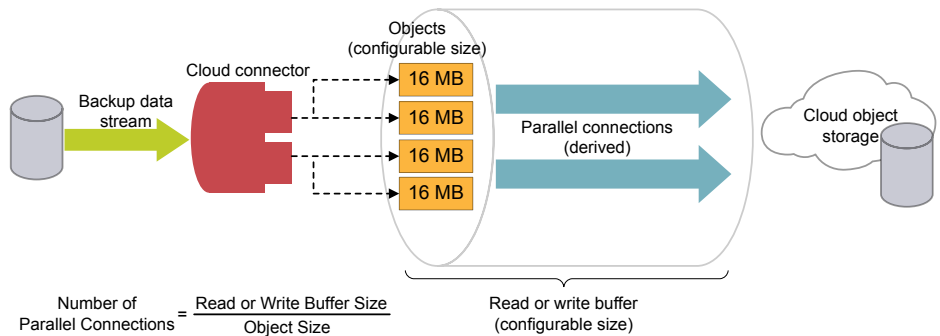 Objects
(configurable size)
Cloud connector
16 MB
Backup data
stream
16 MB
16 MB
16 MB
Parallel connections
(derived)
Cloud object
storage
Number of
Parallel Connections
=
Read or Write Buffer Size
Object Size
Read or write buffer
(configurable size)